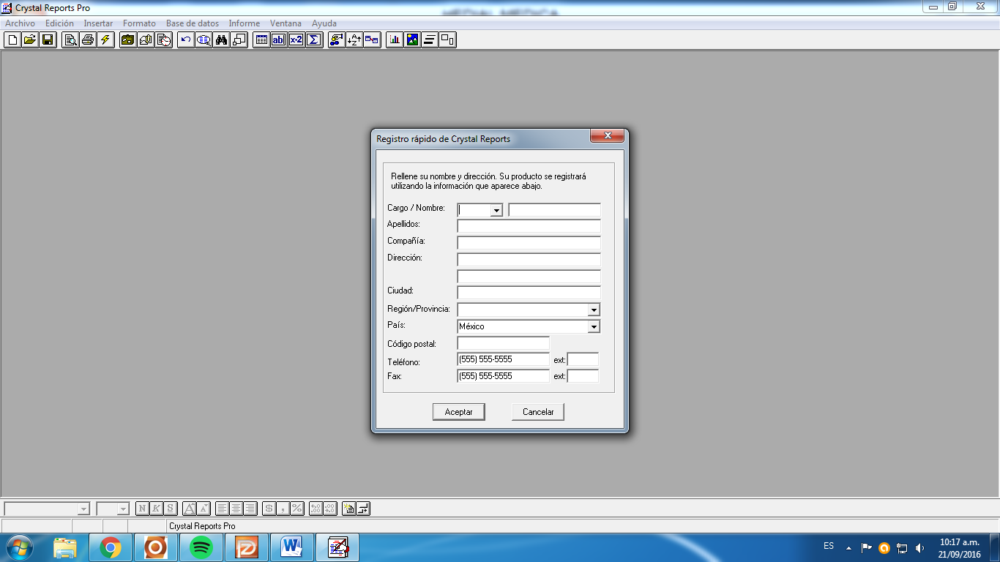 Crystal Reports Pro
Archivo Edición Insertar Formato Base de datos Informe Ventana Ayuda
Registro rápido de Crystal Reports
Rellene su nombre y dirección. Su producto se registrará
utilizando la información que aparece abajo.
Cargo / Nombre:
Apellidos:
Compañía:
Dirección:
Ciudad:
Región/Provincia:
País: México
Código postal:
Teléfono: (555) 555-5555 ext:
Fax: (555) 555-5555 ext:
Aceptar Cancelar
N K S A A $ , %
Crystal Reports Pro
ES
10:17 a.m.
21/09/2016